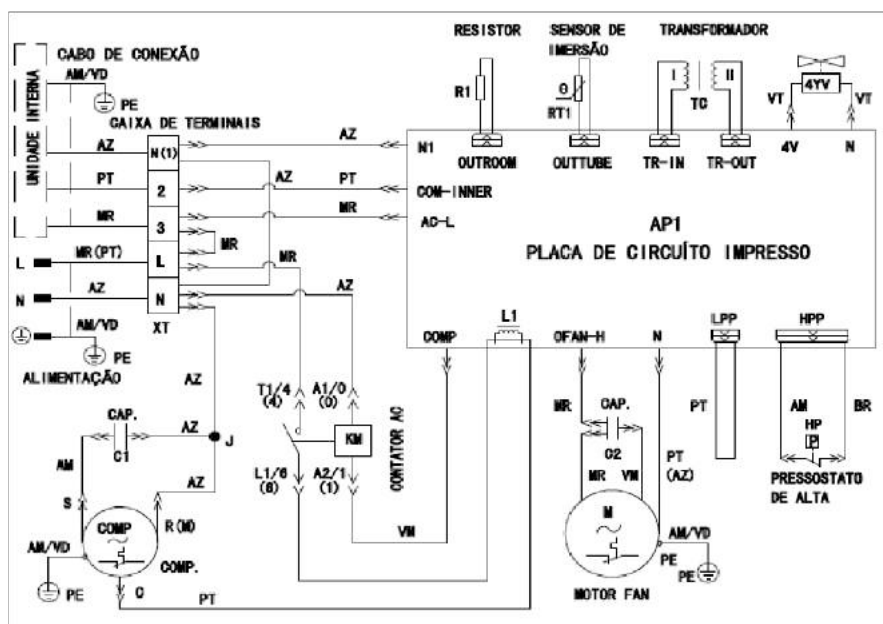 RESISTOR
SENSOR DE
IMERSÃO
TRANSFORMADOR
CABO DE CONEXÃO
AM/VD
PE
UNIDADE INTERNA
CAIXA DE TERMINAIS
R1
θ
RT1
I
II
TC
4YV
VT
VT
AZ
N(1)
AZ
N1
OUTROOM
OUTTUBE
TR-IN
TR-OUT
4V
N
PT
2
AZ
PT
COM-INNER
MR
3
MR
AC-L
AP1
PLACA DE CIRCUÍTO IMPRESSO
L
MR(PT)
L
MR
MR
N
AZ
N
AZ
XT
AM/VD
PE
ALIMENTAÇÃO
L1
COMP
OFAN-H
N
LPP
HPP
AZ
T1/4
(4)
A1/0
(0)
CAP.
C1
AZ
J
KM
CONTATOR AC
MR
CAP.
C2
PT
AM
HP
P
BR
AM
S
AZ
R(M)
L1/6
(6)
A2/1
(1)
MR
VM
PT
(AZ)
PRESSOSTATO
DE ALTA
COMP
AM/VD
PE
COMP.
C
PT
VM
M
AM/VD
PE
PE
MOTOR FAN